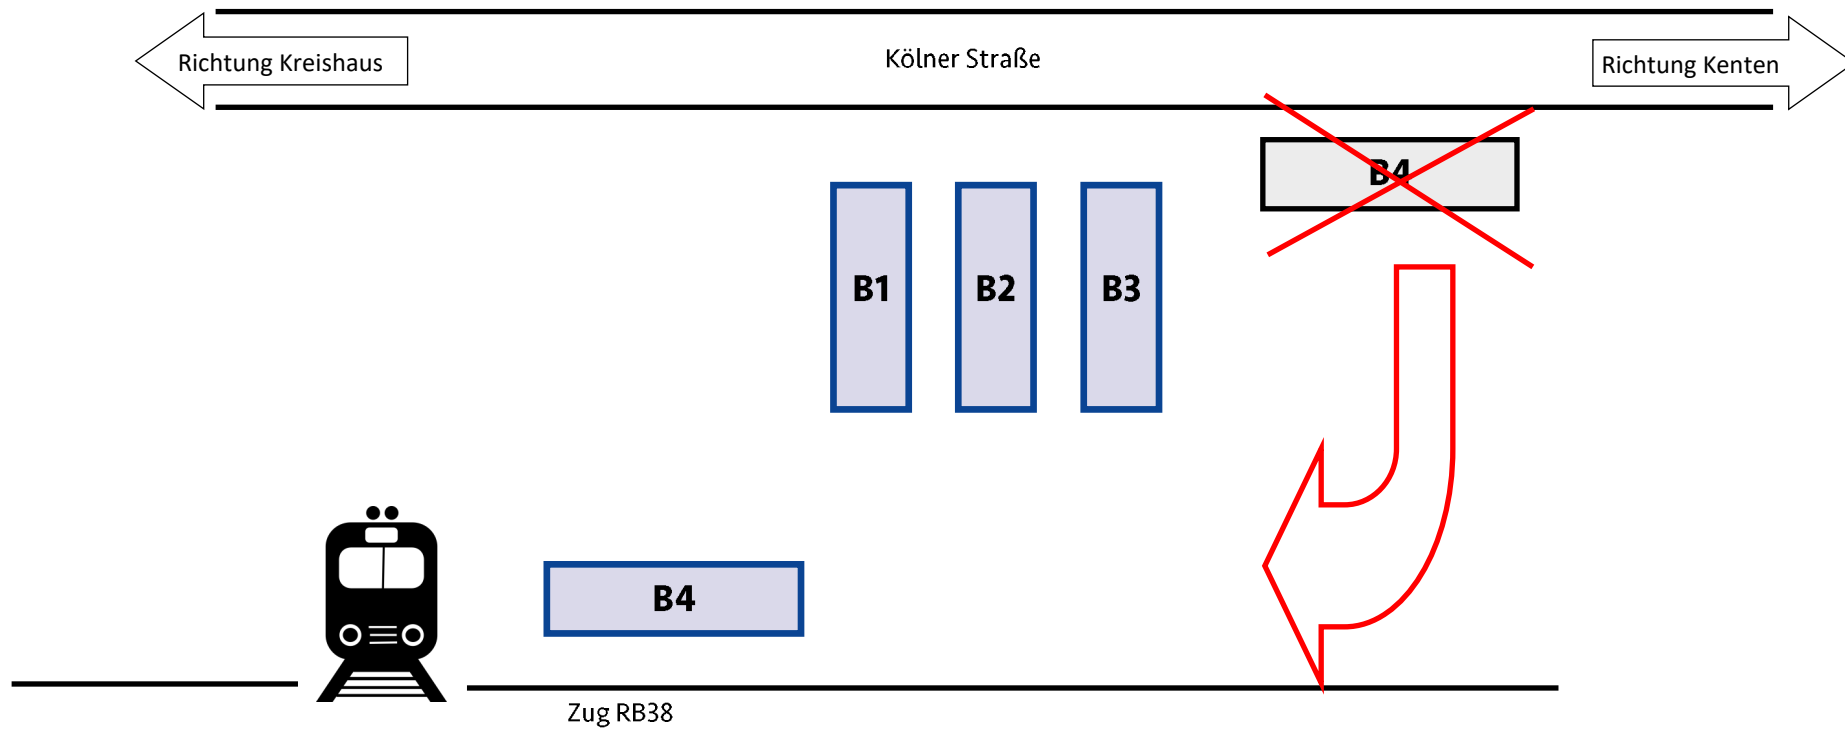 Richtung Kreishaus
Kölner Straße
Richtung Kenten
B4
B1
B2
B3
B4
Zug RB38